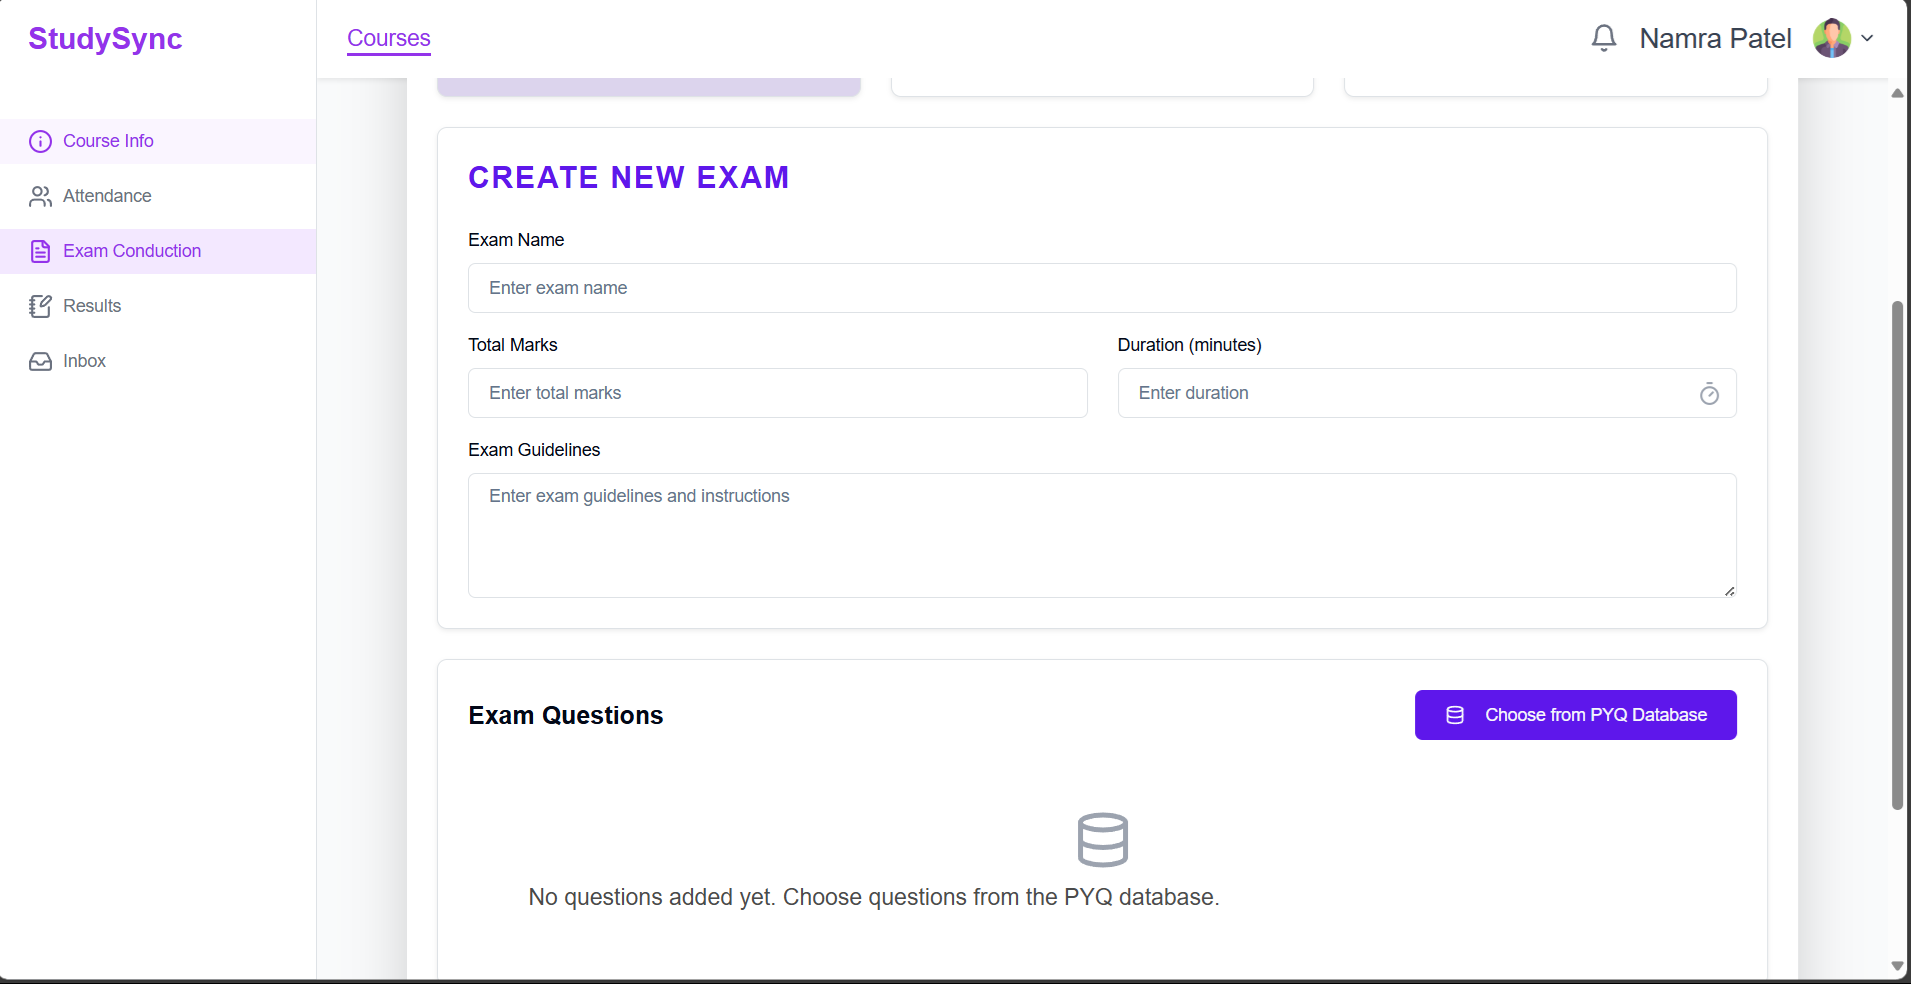 StudySync
Courses
Namra Patel
Course Info
Attendance
Exam Conduction
Results
Inbox
CREATE NEW EXAM
Exam Name
Enter exam name
Total Marks
Duration (minutes)
Enter total marks
Enter duration
Exam Guidelines
Enter exam guidelines and instructions
Exam Questions
Choose from PYQ Database
No questions added yet. Choose questions from the PYQ database.